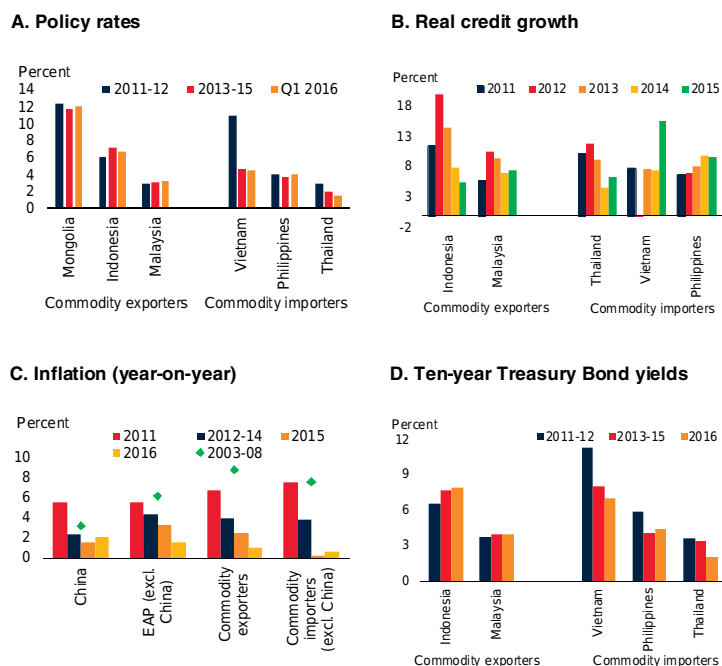 A. Policy rates
Percent
2011-12 2013-15 Q1 2016
14
12
10
8
6
4
2
0
Mongolia
Indonesia
Malaysia
Vietnam
Philippines
Thailand
Commodity exporters
Commodity importers
B. Real credit growth
Percent
2011 2012 2013 2014 2015
18
13
8
3
-2
Indonesia
Malaysia
Thailand
Vietnam
Philippines
Commodity exporters
Commodity importers
C. Inflation (year-on-year)
Percent
2011 2012-14 2015
2016 2003-08
10
8
6
4
2
0
China
EAP (excl.
China)
Commodity
exporters
Commodity
importers
(excl. China)
D. Ten-year Treasury Bond yields
Percent
2011-12 2013-15 2016
12
9
6
3
0
Indonesia
Malaysia
Vietnam
Philippines
Thailand
Commodity exporters
Commodity importers